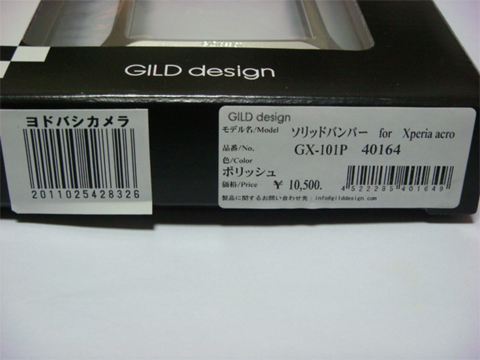 GILD design
ヨドバシカメラ
2011025428326
GILD design
モデル名/Model ソリッドバンパー for Xperia acro
品番/No. GX-101P 40164
色/Color
ポリッシュ
価格/Price ￥ 10,500.
4522285401649
製品に関するお問い合わせ先 : info@gilddesign.com